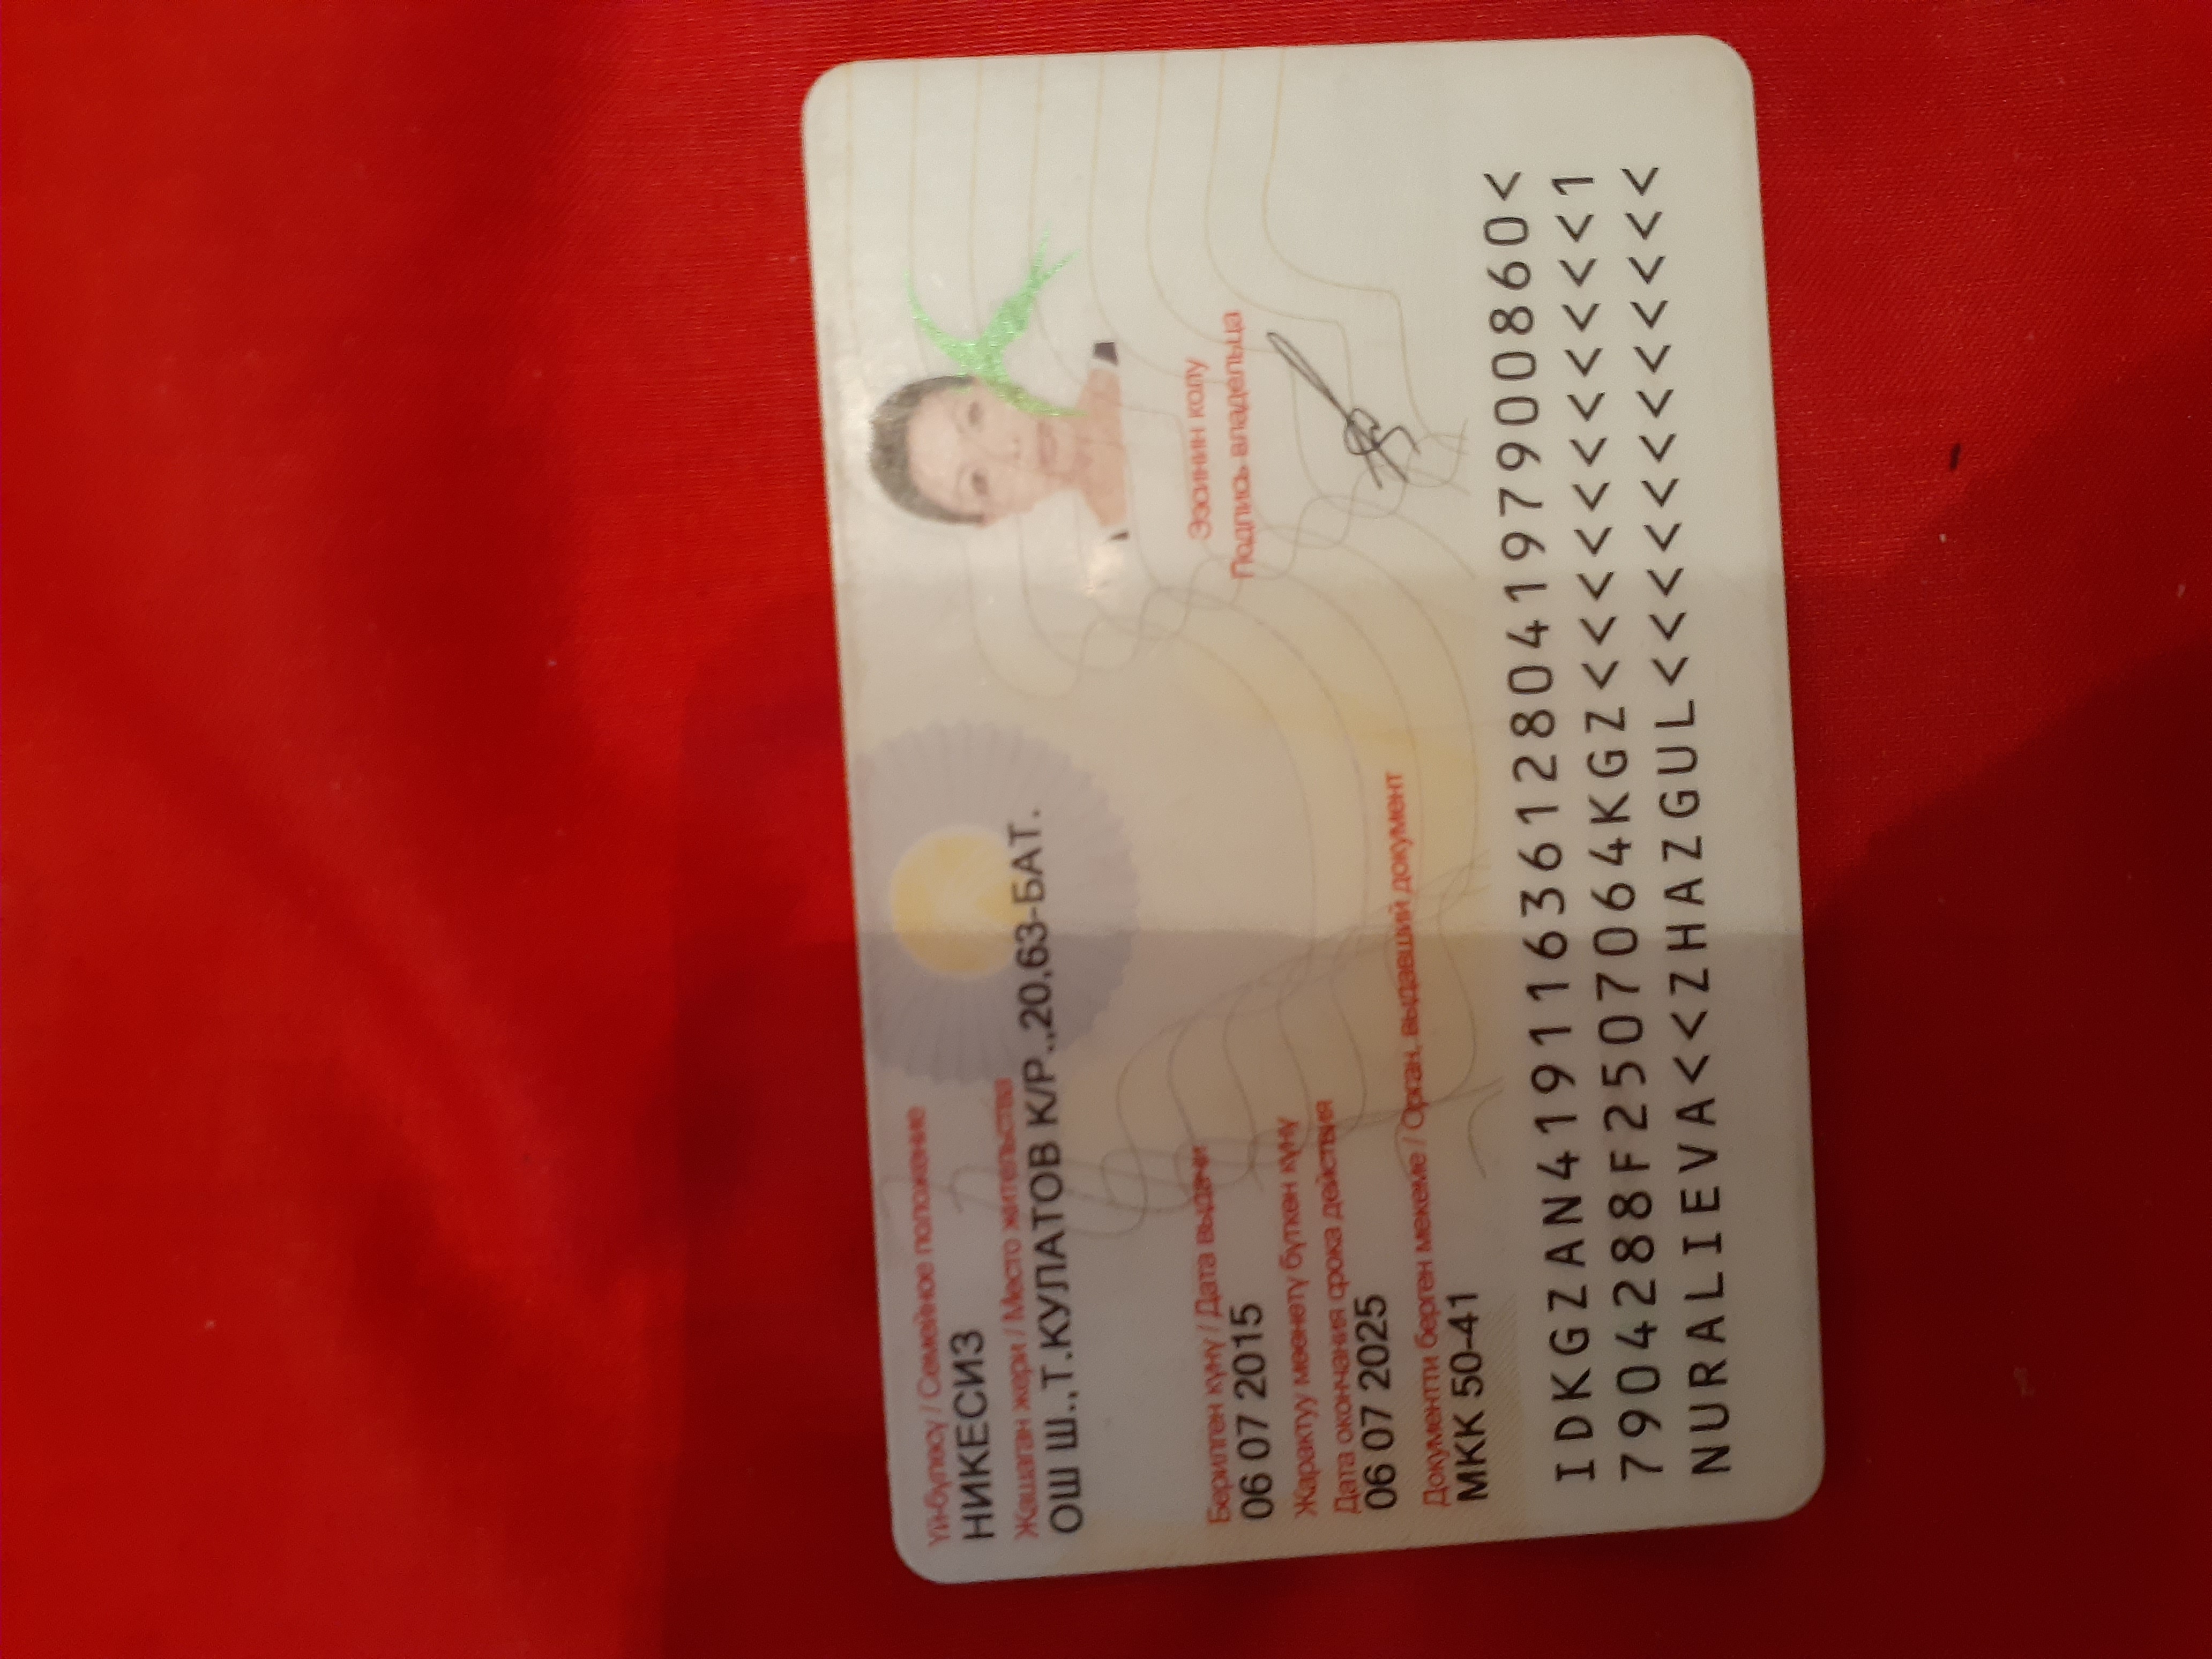 Үй-бүлөсү / Семейное положение
НИКЕСИЗ
Жашаган жери / Место жительства
ОШ Ш.,Т.КУЛАТОВ К/Р.,20,63-БАТ.
Берилген күнү / Дата выдачи
06 07 2015
Жарактуу мөөнөтү бүткөн күнү
Дата окончания срока действия
06 07 2025
Документти берген мекеме / Орган, выдавший документ
МКК 50-41
Ээсинин колу
Подпись владельца
IDKGZAN4191163612804197900860<
7904288F2507064KGZ<<<<<<<<<<<1
NURALIEVA<<ZHAZGUL<<<<<<<<<<<<